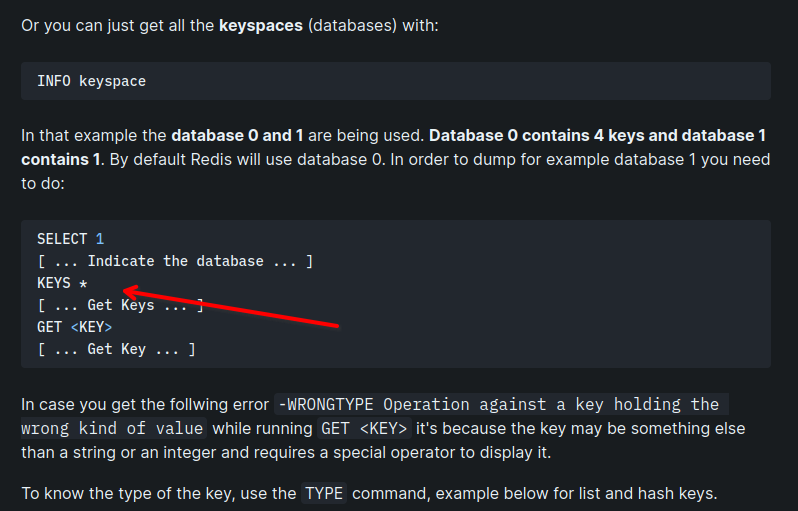 Or you can just get all the keyspaces (databases) with:
INFO keyspace
In that example the database 0 and 1 are being used. Database 0 contains 4 keys and database 1
contains 1. By default Redis will use database 0. In order to dump for example database 1 you need
to do:
SELECT 1
[ ... Indicate the database ... ]
KEYS *
[ ... Get Keys ... ]
GET <KEY>
[ ... Get Key ... ]
In case you get the follwing error -WRONGTYPE Operation against a key holding the
wrong kind of value while running GET <KEY> it's because the key may be something else
than a string or an integer and requires a special operator to display it.
To know the type of the key, use the TYPE command, example below for list and hash keys.